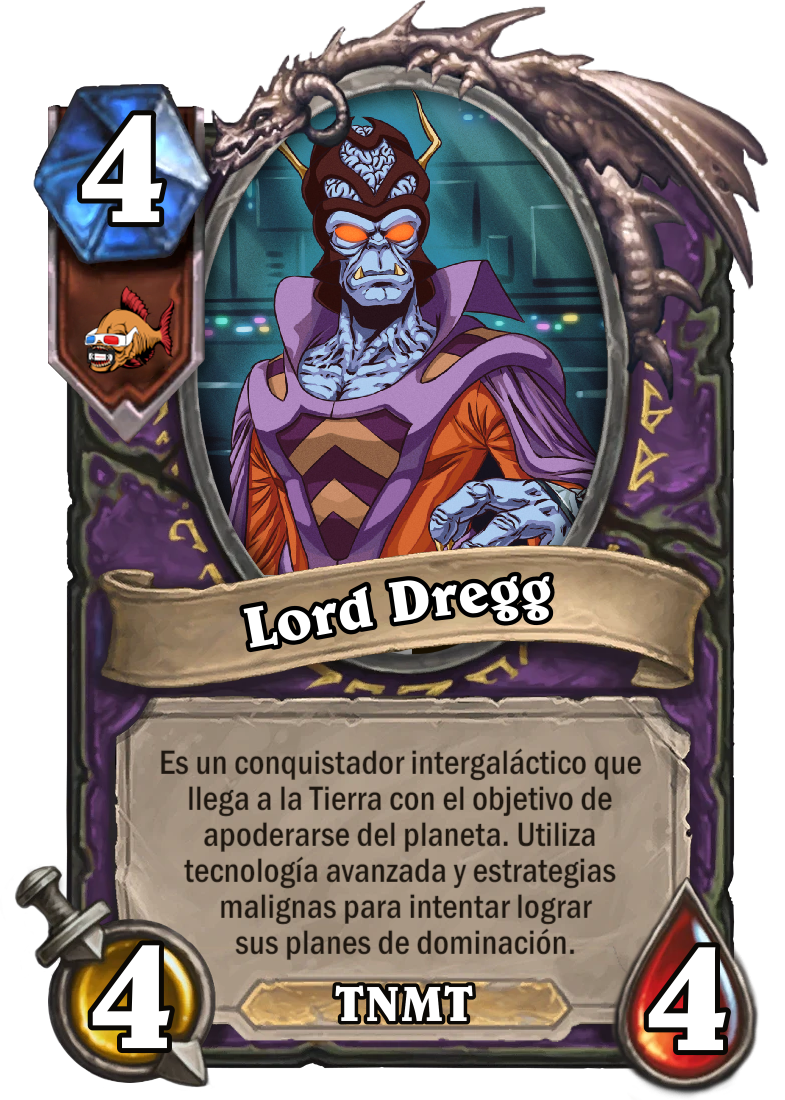 4
Lord Dregg
Es un conquistador intergaláctico que
llega a la Tierra con el objetivo de
apoderarse del planeta. Utiliza
tecnología avanzada y estrategias
malignas para intentar lograr
sus planes de dominación.
4
TNMT
4